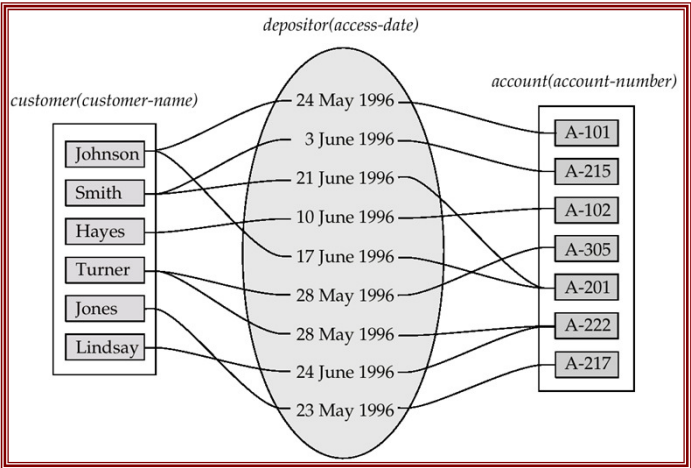 depositor(access-date)
customer(customer-name)
account(account-number)
Johnson
Smith
Hayes
Turner
Jones
Lindsay
24 May 1996
3 June 1996
21 June 1996
10 June 1996
17 June 1996
28 May 1996
28 May 1996
24 June 1996
23 May 1996
A-101
A-215
A-102
A-305
A-201
A-222
A-217